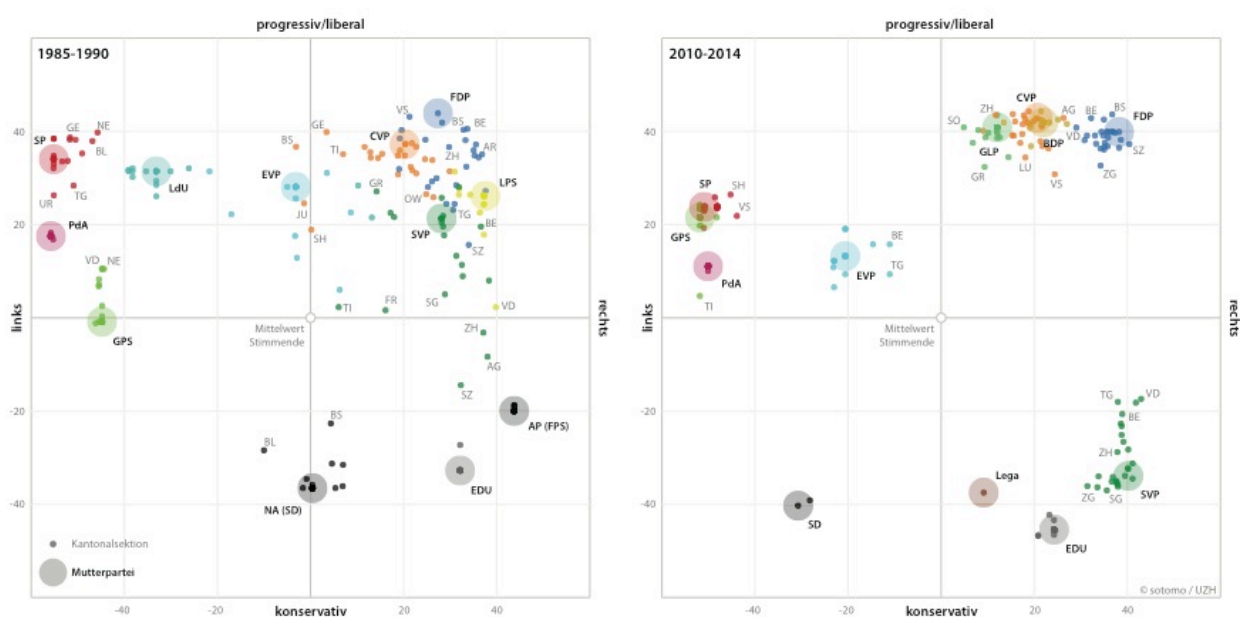 progressiv/liberal
1985-1990
FDP
VS
BS
BE
GE
NE
SP
BL
GE
BS
CVP
TI
ZH
AR
LdU
EVP
GR
OW
LPS
UR
TG
JU
TG
SVP
BE
PdA
SH
SZ
VD
NE
SG
TI
FR
VD
GPS
ZH
AG
SZ
Mittelwert
Stimmende
BS
BL
AP (FPS)
EDU
NA (SD)
Kantonalsektion
Mutterpartei
links
rechts
40
20
-20
-40
-40
-20
0
20
40
konservativ
progressiv/liberal
2010-2014
CVP
AG
BE
BS
FDP
ZH
SO
GLP
VD
BDP
SZ
GR
LU
ZG
VS
SP
SH
VS
GPS
PdA
TI
EVP
BE
TG
Mittelwert
Stimmende
TG
VD
BE
ZH
Lega
ZG
SG
SVP
SD
EDU
links
rechts
40
20
-20
-40
-40
-20
0
20
40
konservativ
© sotomo / UZH